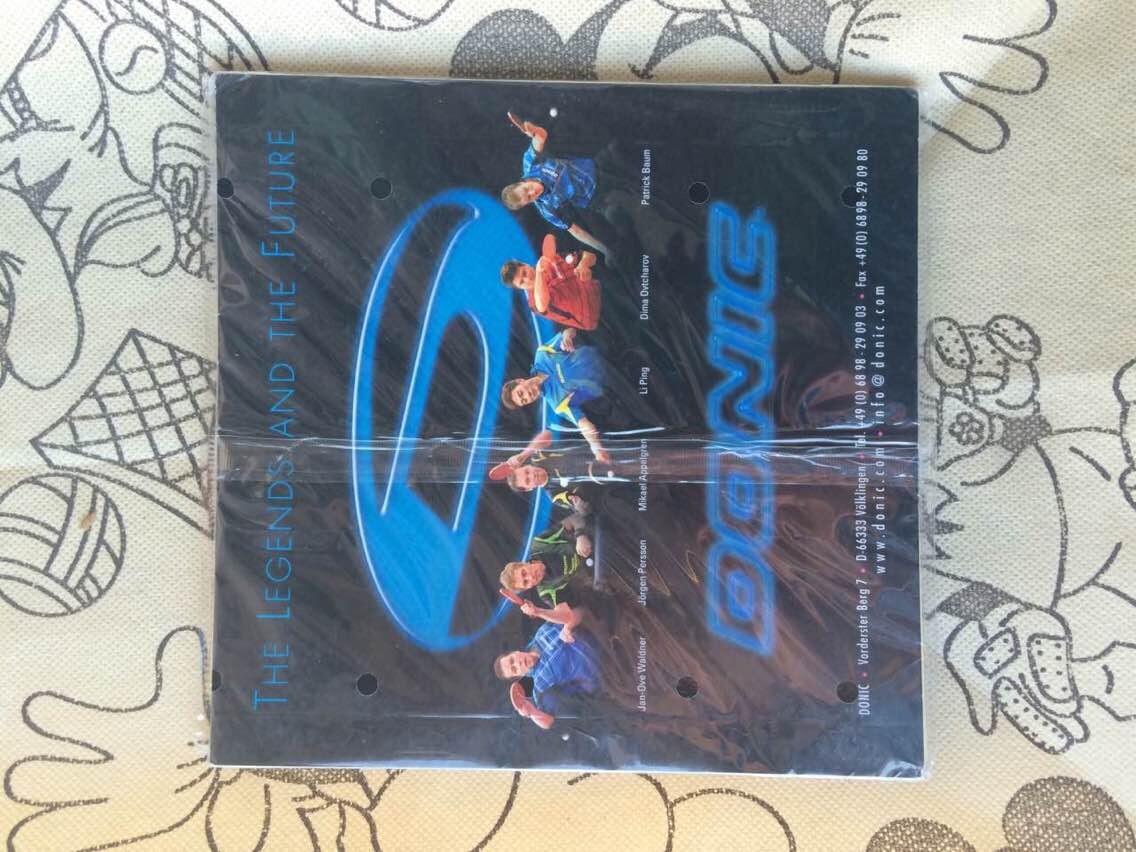 THE LEGENDS AND THE FUTURE
Jan-Ove Waldner Jörgen Persson Mikael Appelgren Li Ping Dima Ovtcharov Patrick Baum
DONIC
DONIC • Vorderster Berg 7 • D-66333 Völklingen • Tel. +49 (0) 68 98 - 29 09 03 • Fax +49 (0) 6898 - 29 09 80
www.donic.com • info@donic.com